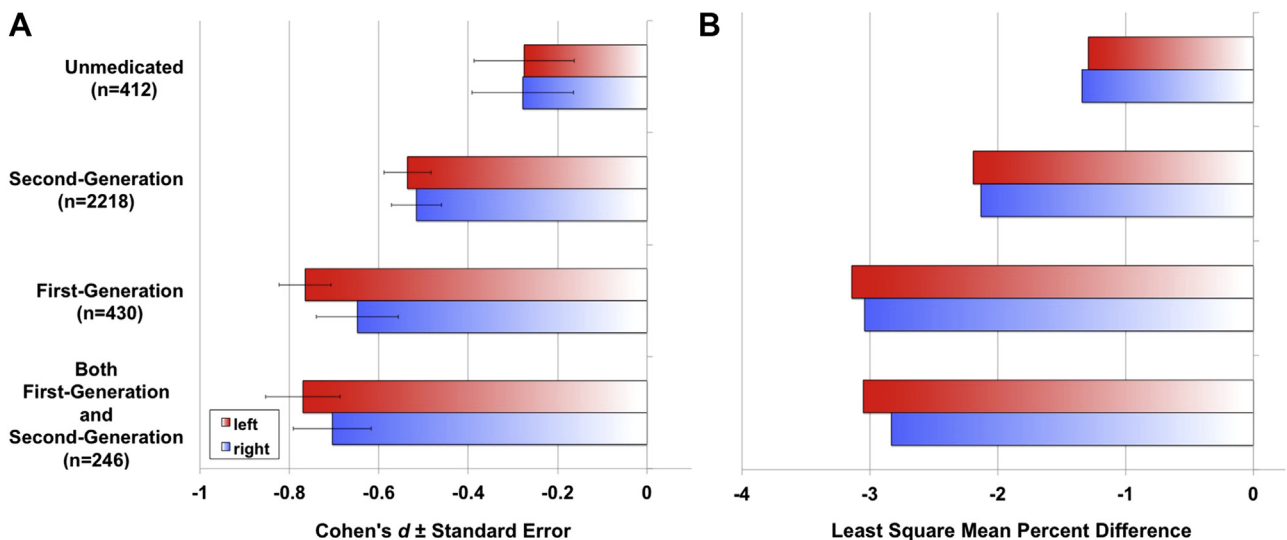 A
B
Unmedicated
(n=412)
Second-Generation
(n=2218)
First-Generation
(n=430)
Both
First-Generation
and
Second-Generation
(n=246)
left
right
-1 -0.8 -0.6 -0.4 -0.2 0
Cohen's d ± Standard Error
-4 -3 -2 -1 0
Least Square Mean Percent Difference